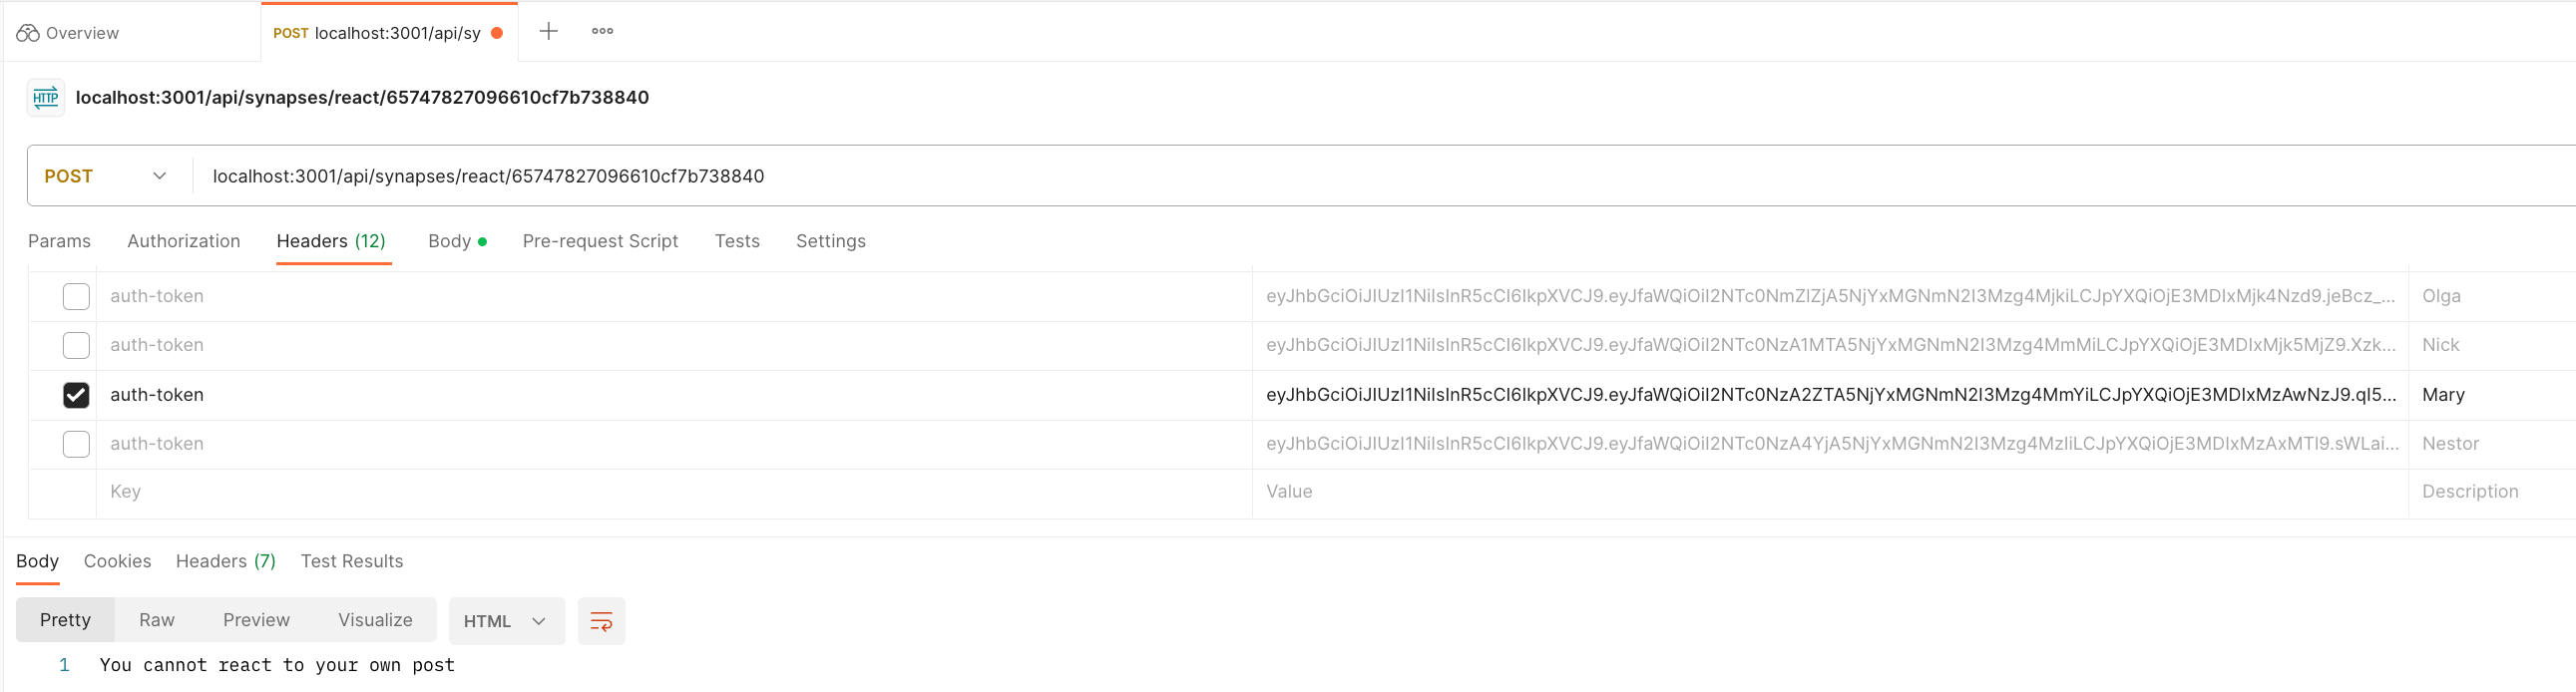 Overview
POST localhost:3001/api/sy
HTTP localhost:3001/api/synapses/react/65747827096610cf7b738840
POST localhost:3001/api/synapses/react/65747827096610cf7b738840
Params Authorization Headers (12) Body Pre-request Script Tests Settings
auth-token eyJhbGciOiJIUzI1NiIsInR5cCI6IkpXVCJ9.eyJfaWQiOiI2NTc0NmZlZjA5NjYxMGNmN2I3Mzg4MjkiLCJpYXQiOjE3MDIxMjk4Nzd9.jeBcz_... Olga
auth-token eyJhbGciOiJIUzI1NiIsInR5cCI6IkpXVCJ9.eyJfaWQiOiI2NTc0NzA1MTA5NjYxMGNmN2I3Mzg4MmMiLCJpYXQiOjE3MDIxMjk5MjZ9.Xzk... Nick
auth-token eyJhbGciOiJIUzI1NiIsInR5cCI6IkpXVCJ9.eyJfaWQiOiI2NTc0NzA2ZTA5NjYxMGNmN2I3Mzg4MmYiLCJpYXQiOjE3MDIxMzAwNzJ9.qI5... Mary
auth-token eyJhbGciOiJIUzI1NiIsInR5cCI6IkpXVCJ9.eyJfaWQiOiI2NTc0NzA4YjA5NjYxMGNmN2I3Mzg4MzIiLCJpYXQiOjE3MDIxMzAxMTl9.sWLai... Nestor
Key Value Description
Body Cookies Headers (7) Test Results
Pretty Raw Preview Visualize HTML
1 You cannot react to your own post